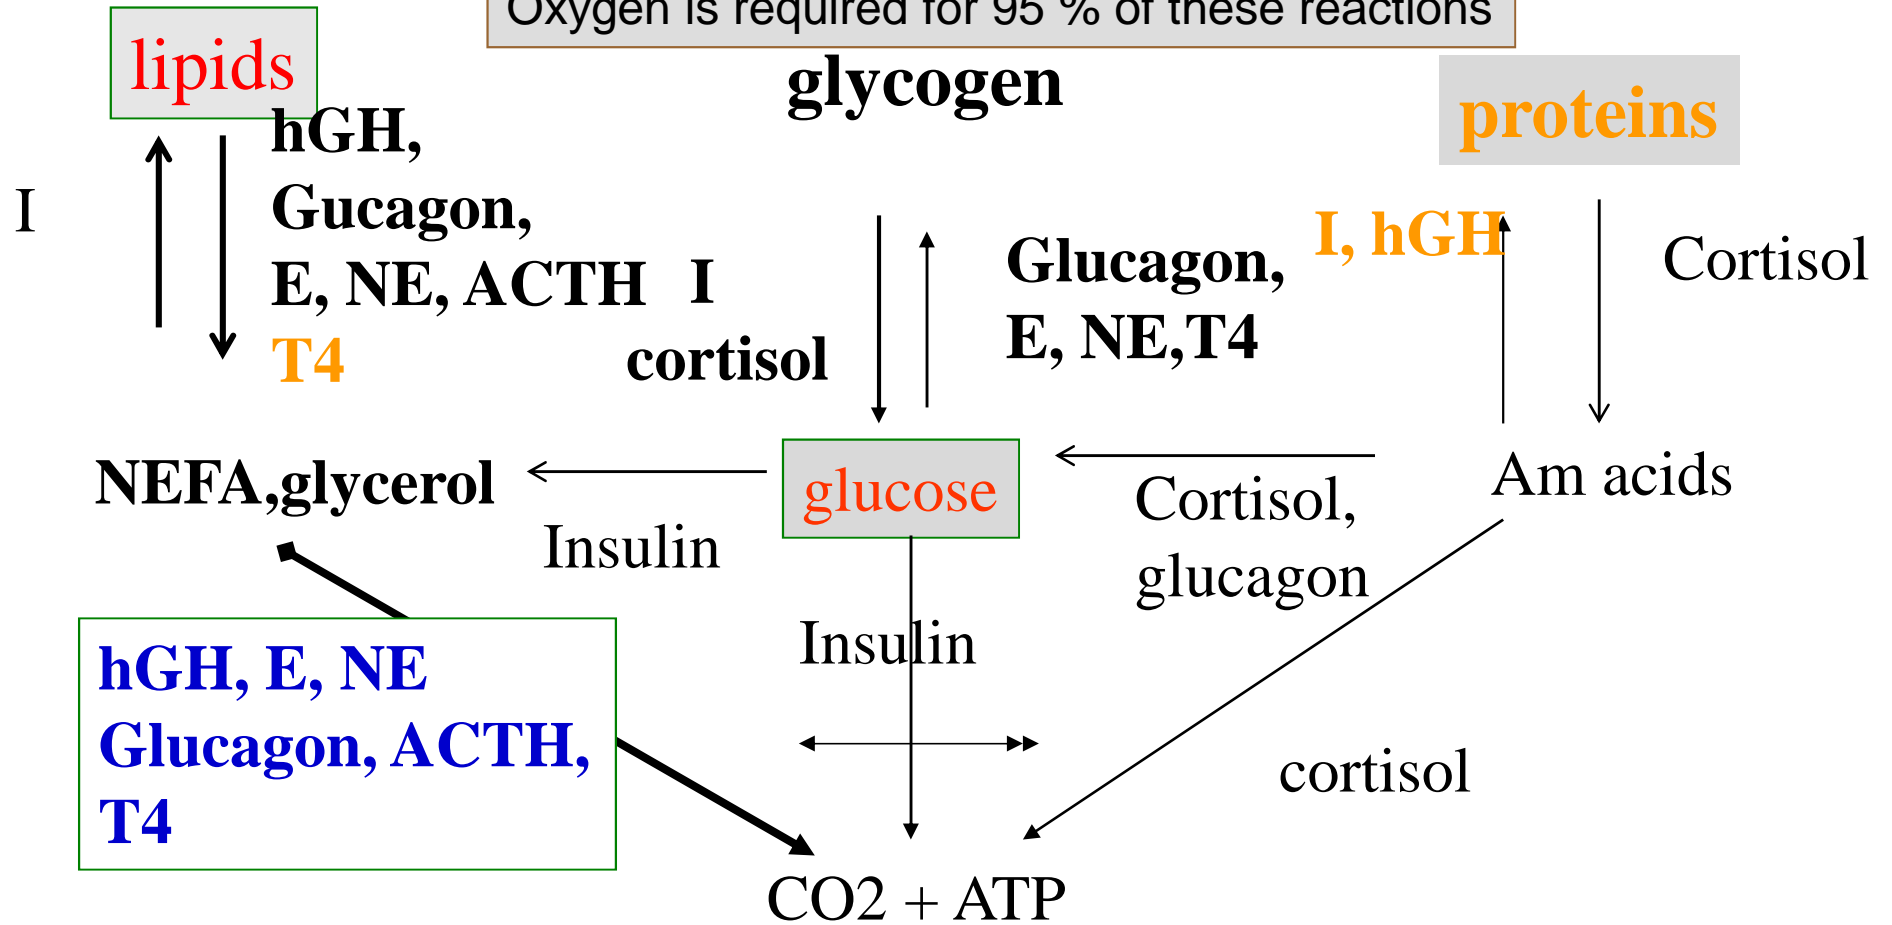 Oxygen is required for 95 % of these reactions
lipids
glycogen
proteins
hGH,
Gucagon,
E, NE, ACTH
T4
I
I
cortisol
Glucagon,
E, NE,T4
I, hGH
Cortisol
NEFA,glycerol
Insulin
glucose
Cortisol,
glucagon
Am acids
Insulin
hGH, E, NE
Glucagon, ACTH,
T4
cortisol
CO2 + ATP